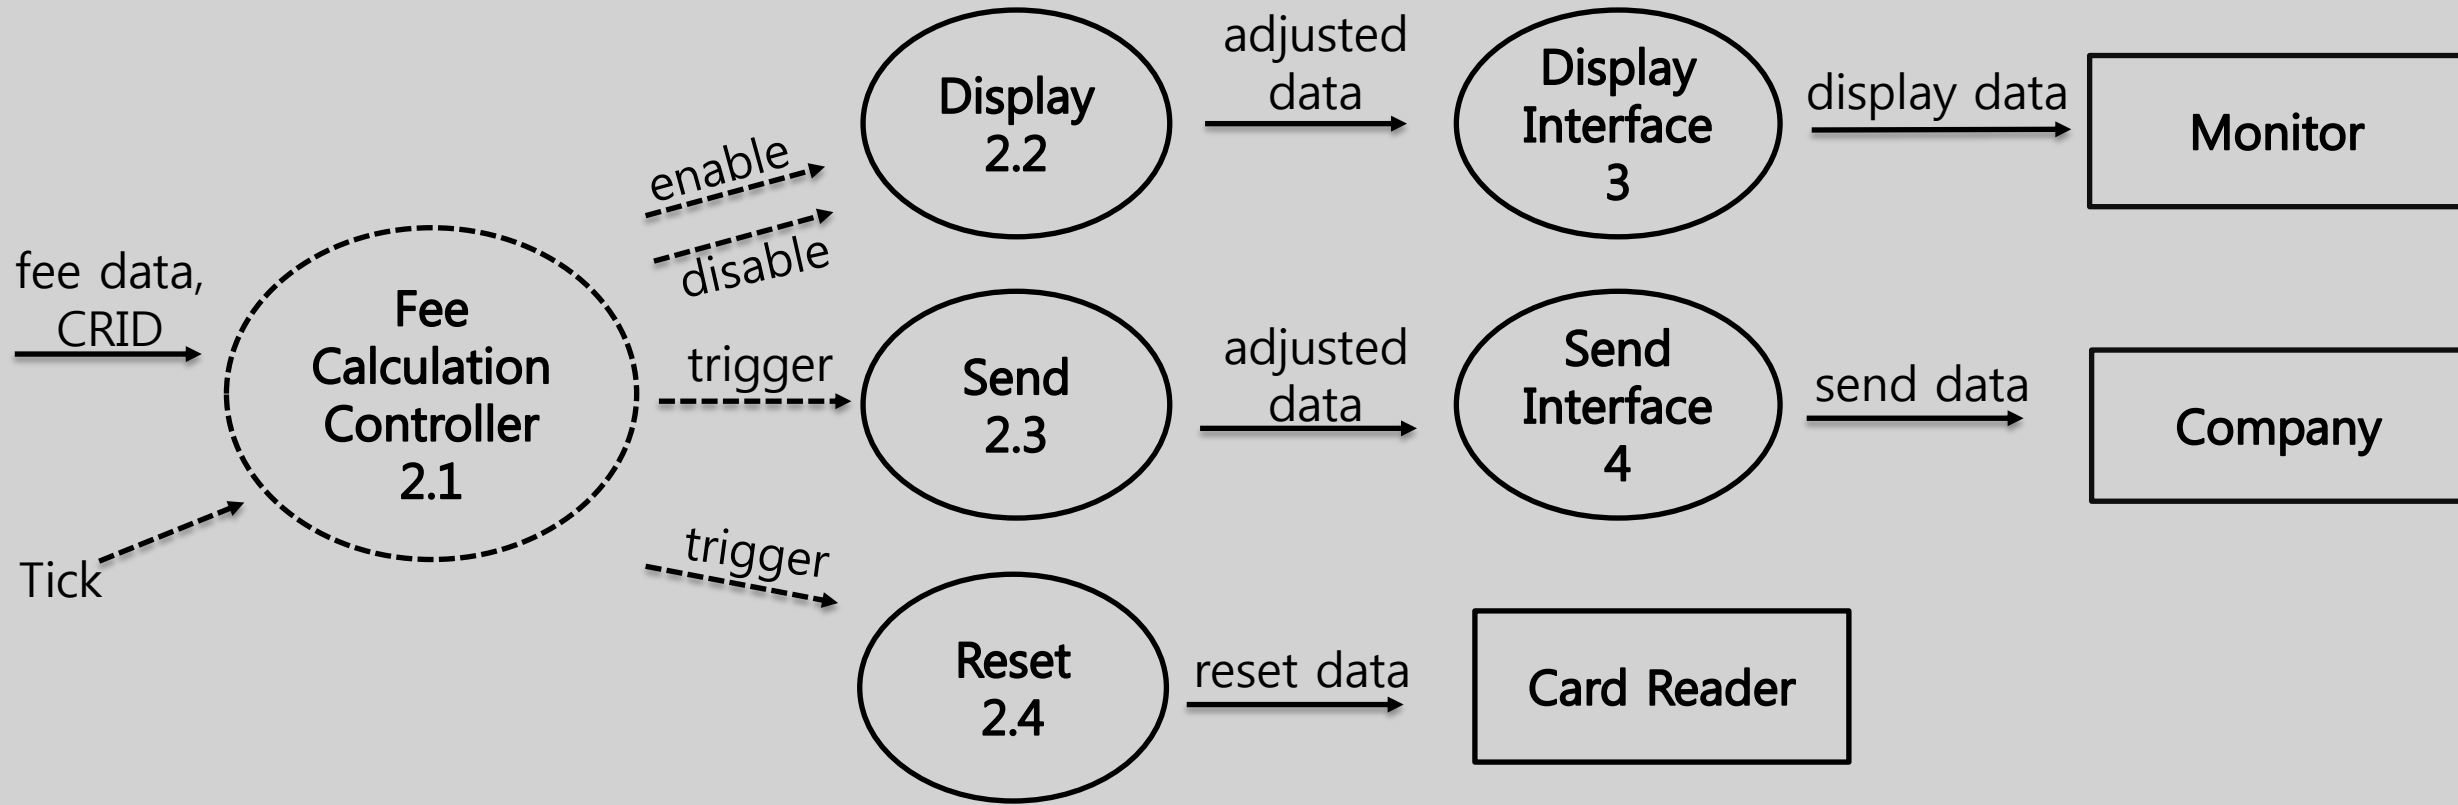 fee data,
CRID
Tick
Fee
Calculation
Controller
2.1
enable
disable
trigger
trigger
Display
2.2
adjusted
data
Display
Interface
3
display data
Monitor
Send
2.3
adjusted
data
Send
Interface
4
send data
Company
Reset
2.4
reset data
Card Reader